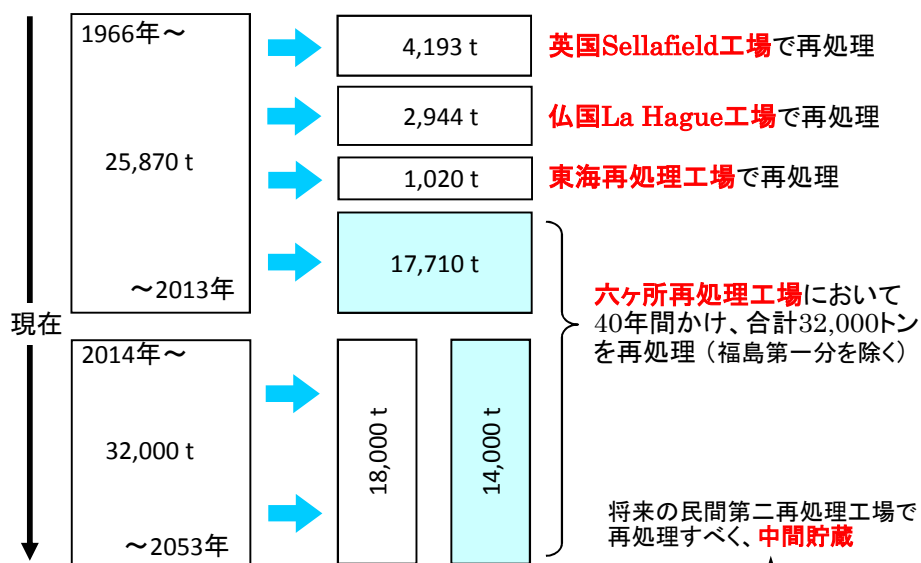 1966年～
25,870 t
～2013年
4,193 t
英国Sellafield工場で再処理
2,944 t
仏国La Hague工場で再処理
1,020 t
東海再処理工場で再処理
17,710 t
六ヶ所再処理工場において
40年間かけ、合計32,000トン
を再処理（福島第一分を除く）
現在
2014年～
32,000 t
～2053年
18,000 t
14,000 t
将来の民間第二再処理工場で
再処理すべく、中間貯蔵